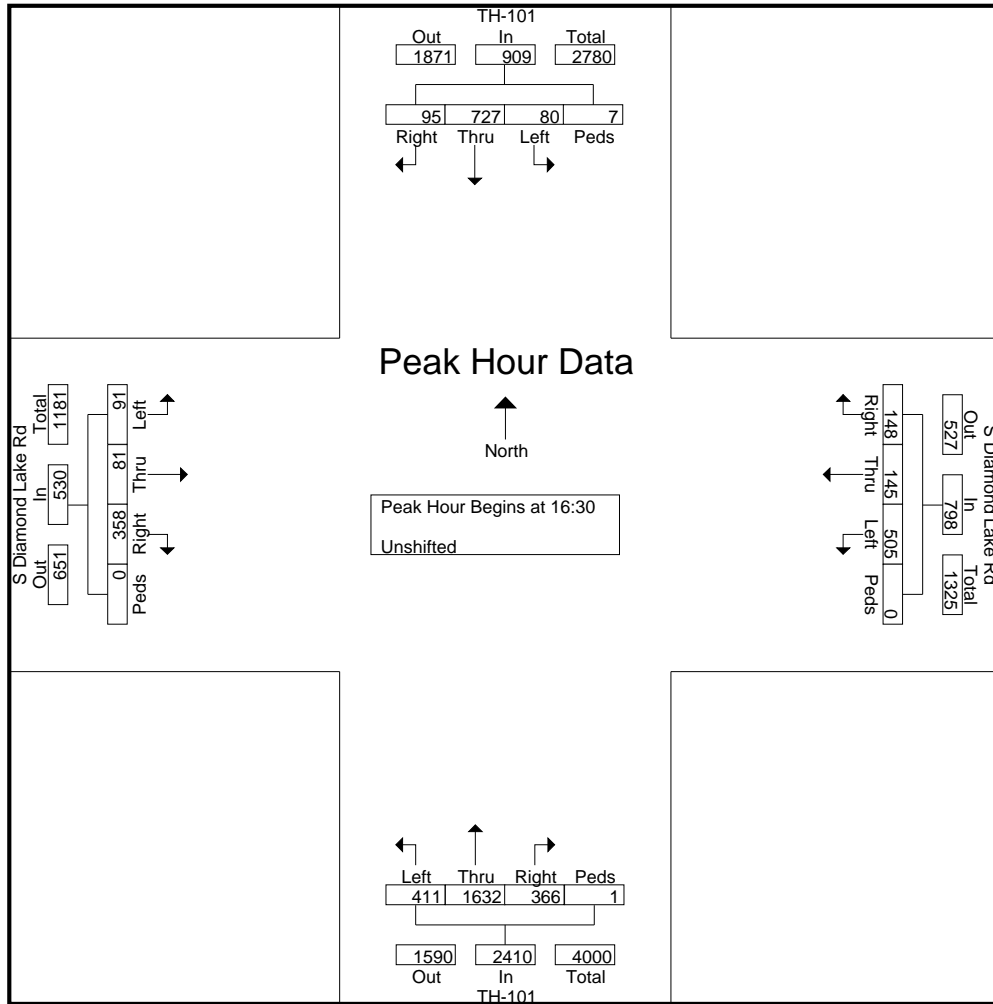 TH-101
Out In Total
1871 909 2780
95 727 80 7
Right Thru Left Peds
Peak Hour Data
North
Peak Hour Begins at 16:30
Unshifted
S Diamond Lake Rd
Out In Total
651 530 1181
91 81 358 0
Left Thru Right Peds
S Diamond Lake Rd
Out In Total
527 798 1325
148 145 505 0
Right Thru Left Peds
Left Thru Right Peds
411 1632 366 1
1590 2410 4000
Out In Total
TH-101